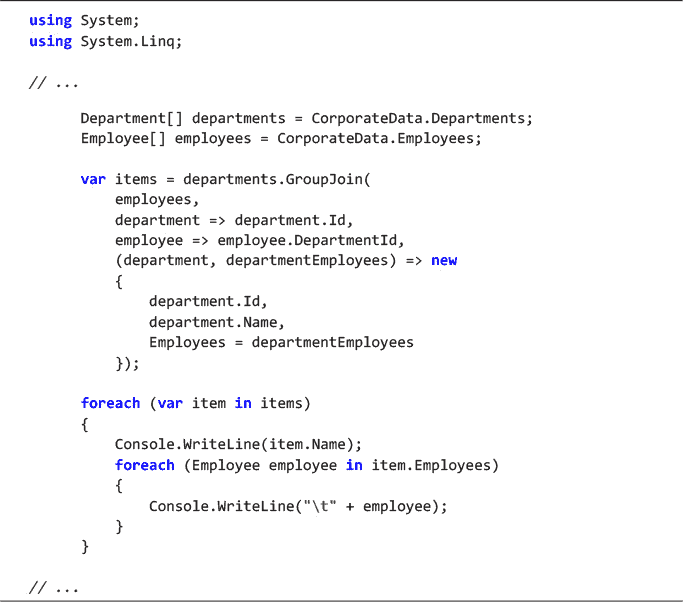 using System;
using System.Linq;
// ...
Department[] departments = CorporateData.Departments;
Employee[] employees = CorporateData.Employees;
var items = departments.GroupJoin(
employees,
department => department.Id,
employee => employee.DepartmentId,
(department, departmentEmployees) => new
{
department.Id,
department.Name,
Employees = departmentEmployees
});
foreach (var item in items)
{
Console.WriteLine(item.Name);
foreach (Employee employee in item.Employees)
{
Console.WriteLine("\t" + employee);
}
}
// ...